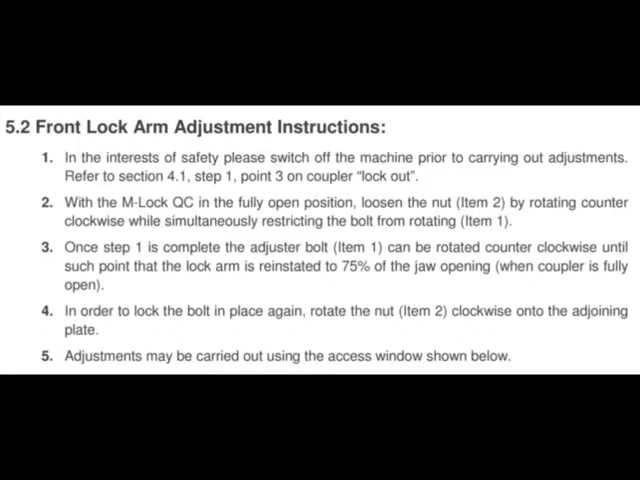 5.2 Front Lock Arm Adjustment Instructions:
1. In the interests of safety please switch off the machine prior to carrying out adjustments.
Refer to section 4.1, step 1, point 3 on coupler “lock out”.
2. With the M-Lock QC in the fully open position, loosen the nut (Item 2) by rotating counter
clockwise while simultaneously restricting the bolt from rotating (Item 1).
3. Once step 1 is complete the adjuster bolt (Item 1) can be rotated counter clockwise until
such point that the lock arm is reinstated to 75% of the jaw opening (when coupler is fully
open).
4. In order to lock the bolt in place again, rotate the nut (Item 2) clockwise onto the adjoining
plate.
5. Adjustments may be carried out using the access window shown below.